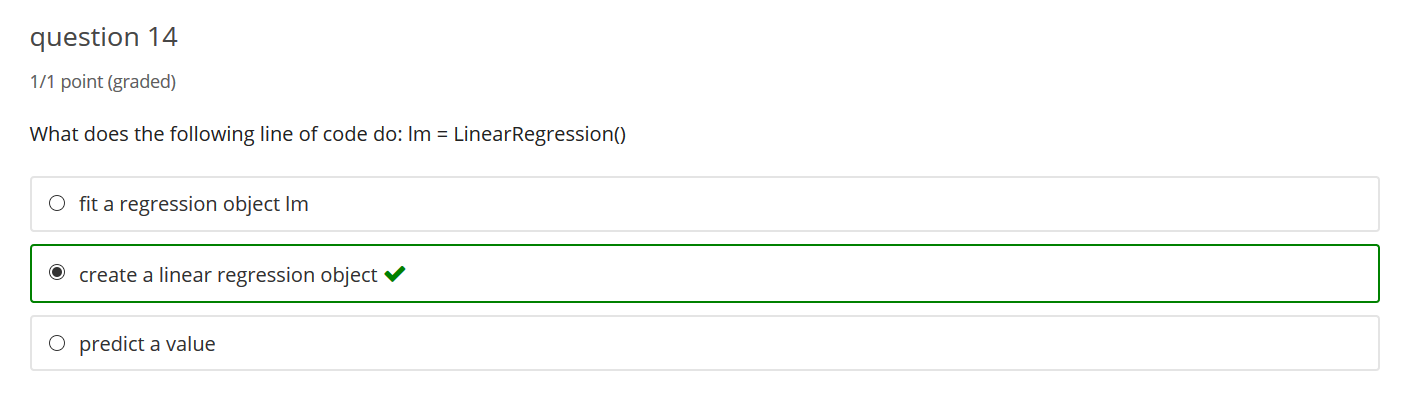 question 14
1/1 point (graded)
What does the following line of code do: lm = LinearRegression()
fit a regression object lm
create a linear regression object
predict a value